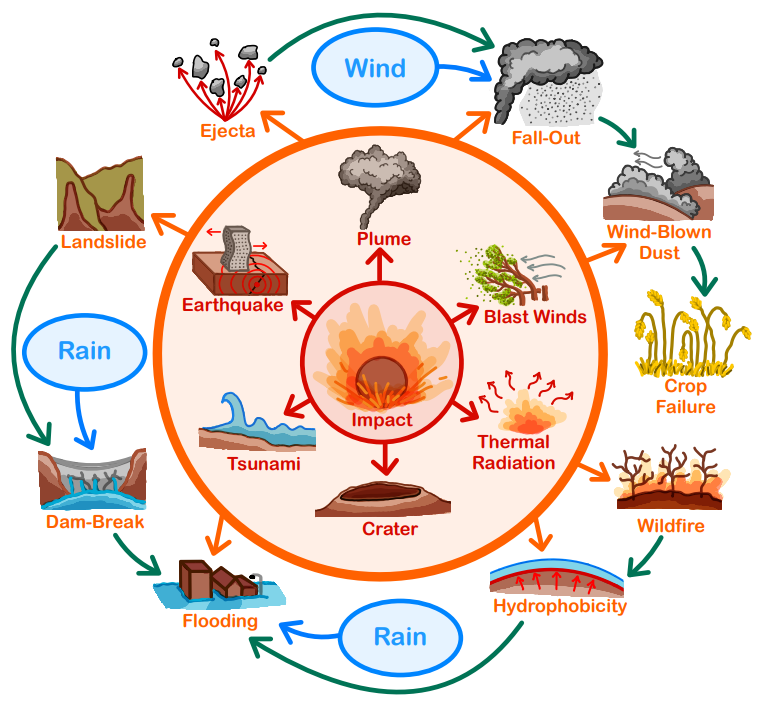 Wind
Ejecta
Fall-Out
Plume
Landslide
Wind-Blown
Dust
Earthquake
Blast Winds
Rain
Impact
Crop
Failure
Tsunami
Thermal
Radiation
Crater
Dam-Break
Wildfire
Hydrophobicity
Flooding
Rain